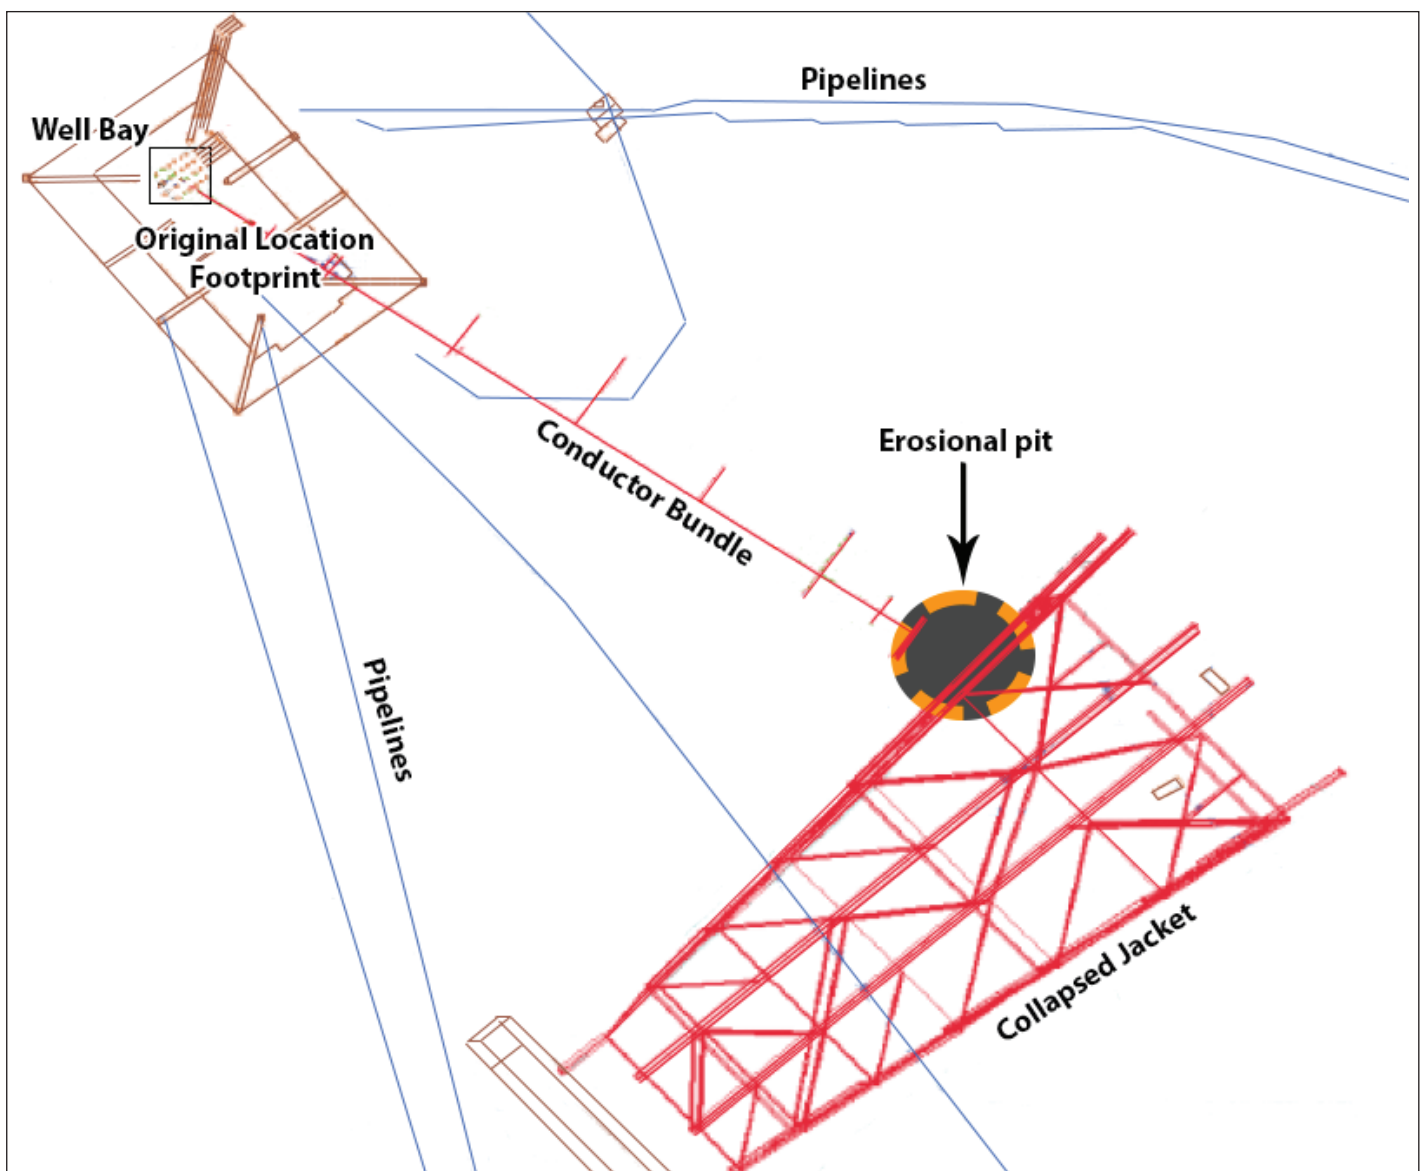 Pipelines
Well Bay
Original Location
Footprint
Conductor Bundle
Erosional pit
Pipelines
Collapsed Jacket